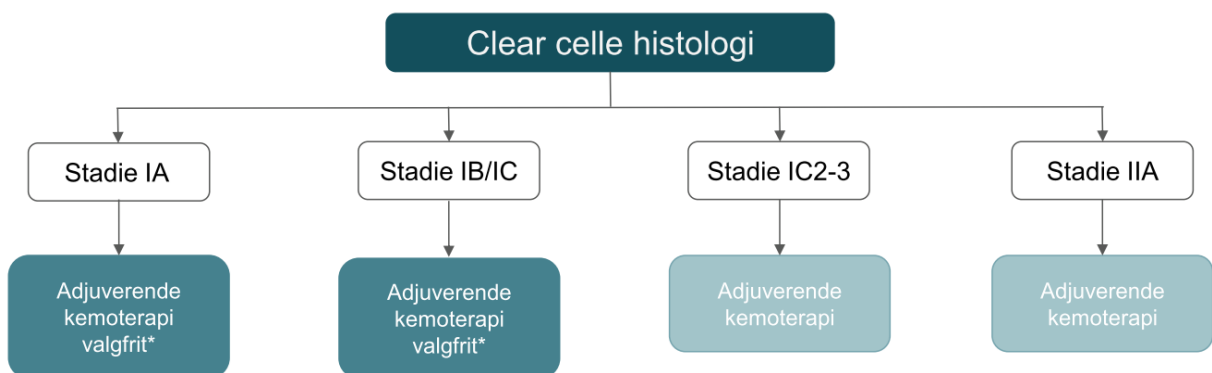 Clear celle histologi
Stadie IA
Stadie IB/IC
Stadie IC2-3
Stadie IIA
Adjuverende
kemoterapi
valgfrit*
Adjuverende
kemoterapi
valgfrit*
Adjuverende
kemoterapi
Adjuverende
kemoterapi